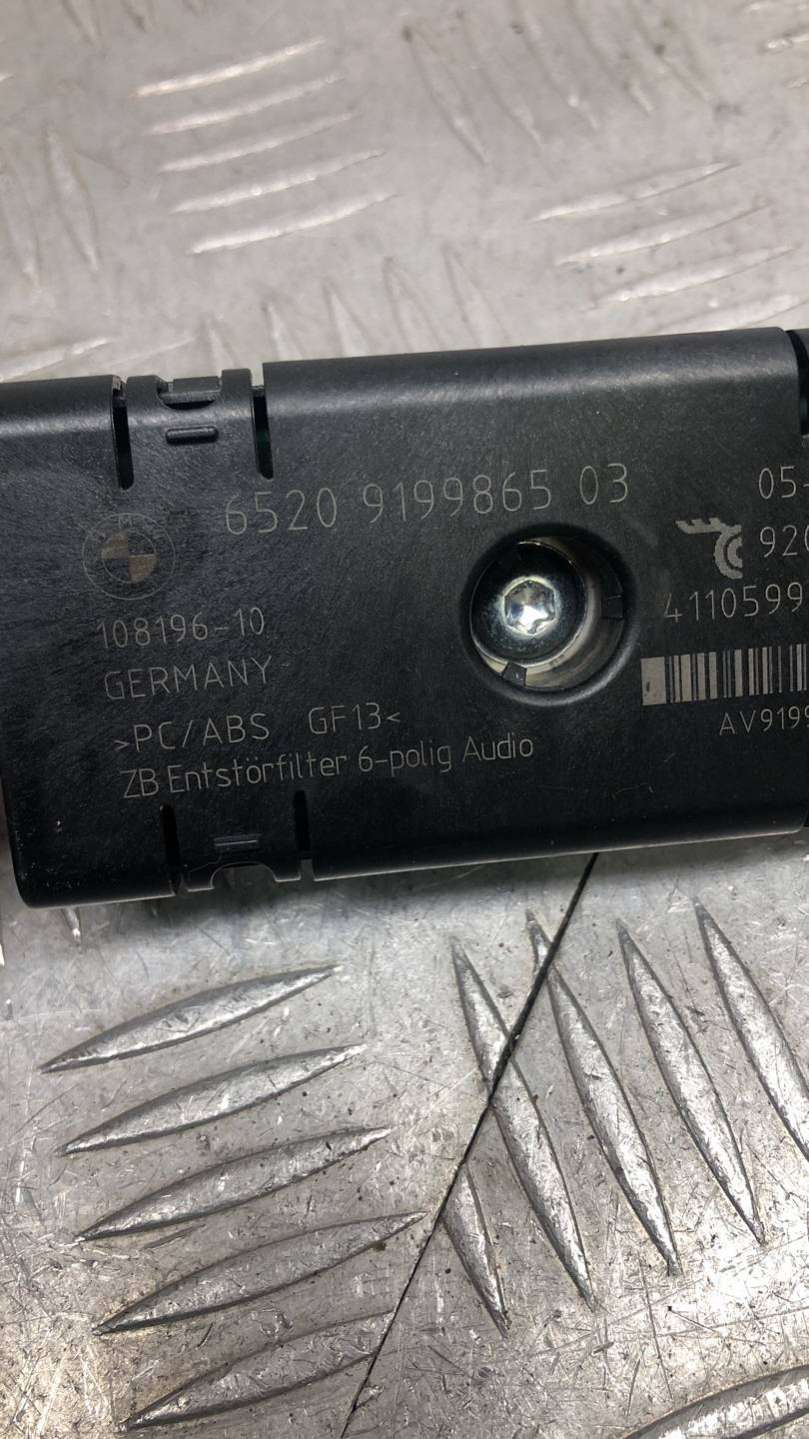 6520 9199865 03
108196-10
GERMANY
>PC/ABS GF13<
ZB Entstörfilter 6-polig Audio
05-
920
4110599
AV9199